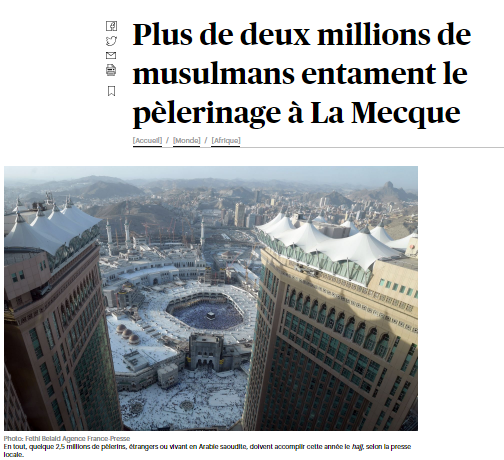 Plus de deux millions de
musulmans entament le
pèlerinage à La Mecque
[Accueil] / [Monde] / [Afrique]
Photo: Fethi Belaid Agence France-Presse
En tout, quelque 2,5 millions de pèlerins, étrangers ou vivant en Arabie saoudite, doivent accomplir cette année le hajj, selon la presse
locale.